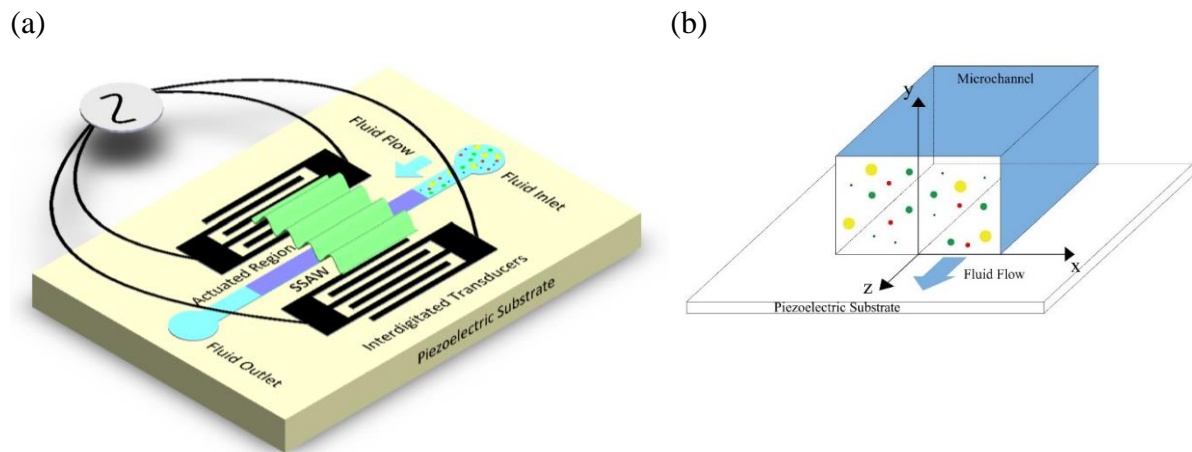 (a)
Fluid Flow
Fluid Inlet
Actuated Region
SSAW
Interdigitated Transducers
Fluid Outlet
Piezoelectric Substrate
(b)
Microchannel
y
x
z
Fluid Flow
Piezoelectric Substrate